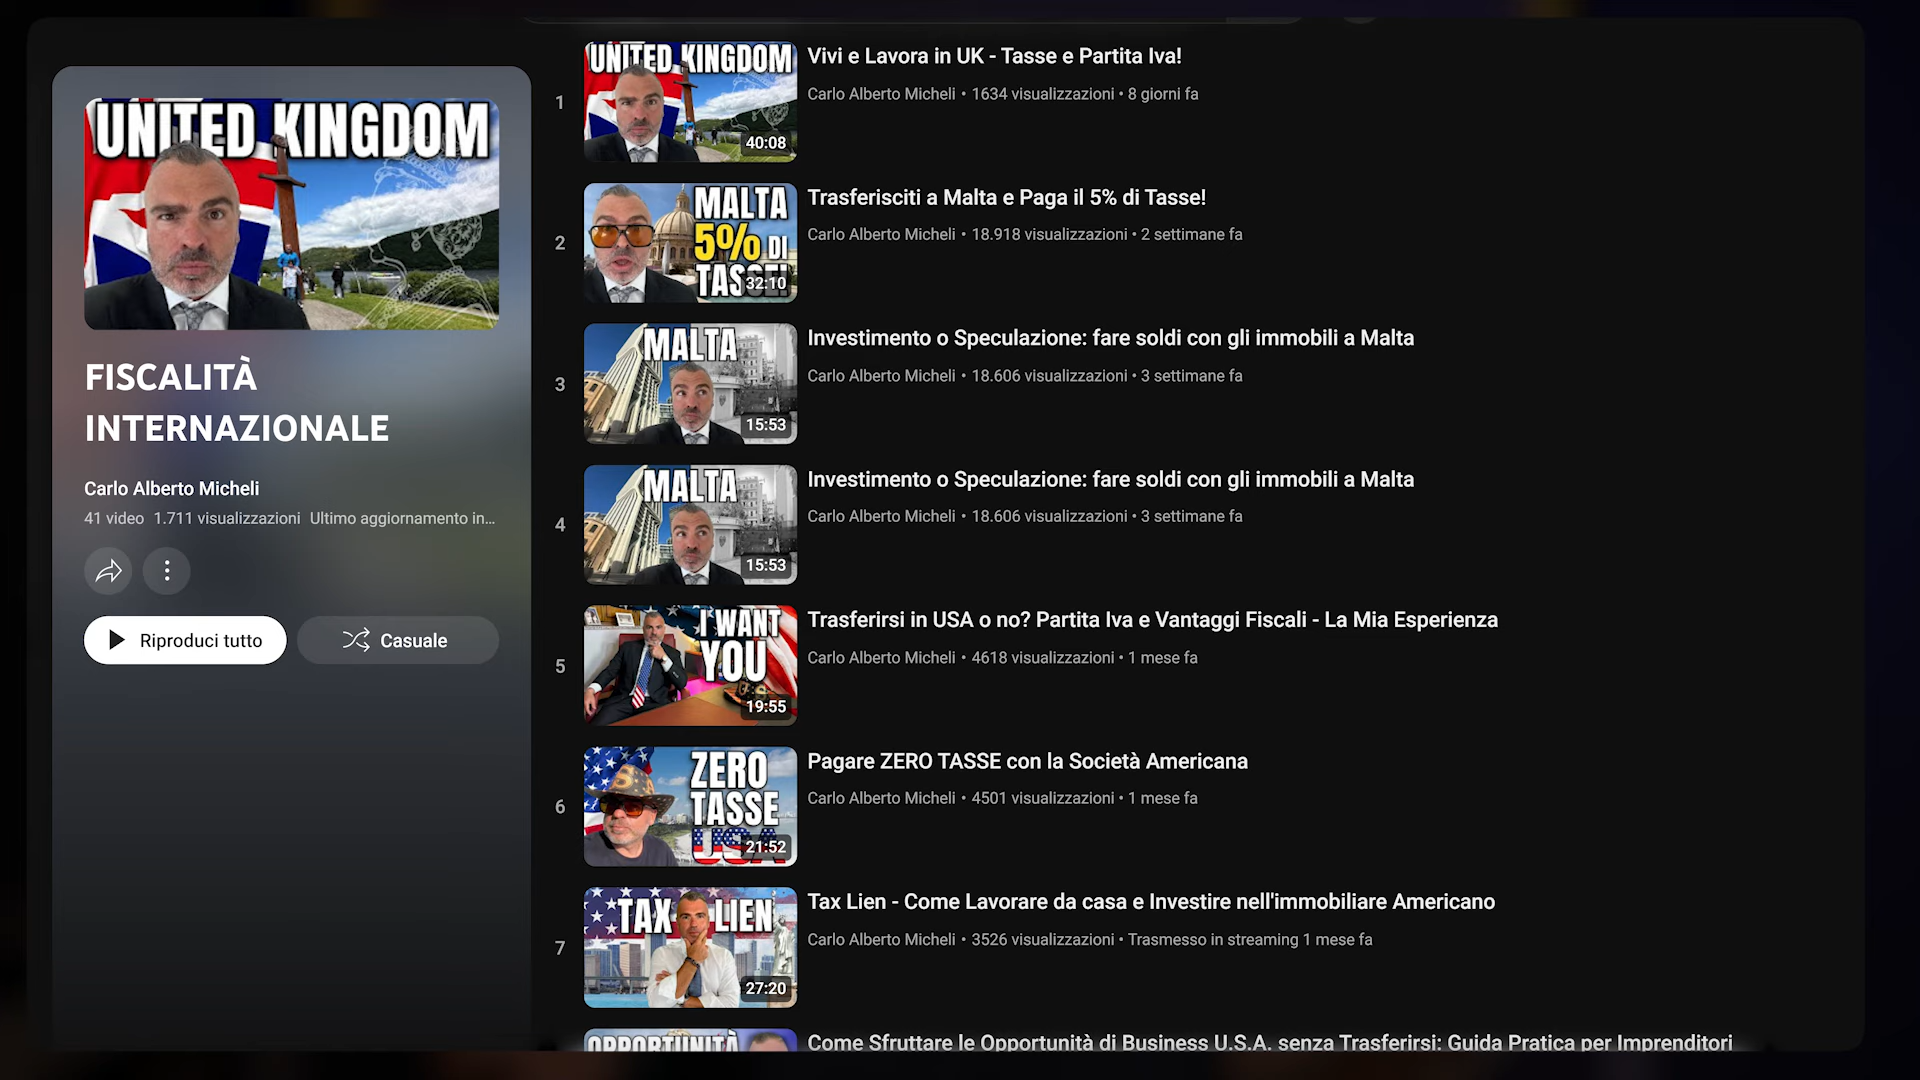 UNITED KINGDOM
FISCALITÀ
INTERNAZIONALE
Carlo Alberto Micheli
41 video 1.711 visualizzazioni Ultimo aggiornamento in...
Riproduci tutto
Casuale
1
UNITED KINGDOM
40:08
Vivi e Lavora in UK - Tasse e Partita Iva!
Carlo Alberto Micheli • 1634 visualizzazioni • 8 giorni fa
2
MALTA
5% DI
TASSE!
32:10
Trasferisciti a Malta e Paga il 5% di Tasse!
Carlo Alberto Micheli • 18.918 visualizzazioni • 2 settimane fa
3
MALTA
15:53
Investimento o Speculazione: fare soldi con gli immobili a Malta
Carlo Alberto Micheli • 18.606 visualizzazioni • 3 settimane fa
4
MALTA
15:53
Investimento o Speculazione: fare soldi con gli immobili a Malta
Carlo Alberto Micheli • 18.606 visualizzazioni • 3 settimane fa
5
I WANT
YOU
19:55
Trasferirsi in USA o no? Partita Iva e Vantaggi Fiscali - La Mia Esperienza
Carlo Alberto Micheli • 4618 visualizzazioni • 1 mese fa
6
ZERO
TASSE
USA
21:52
Pagare ZERO TASSE con la Società Americana
Carlo Alberto Micheli • 4501 visualizzazioni • 1 mese fa
7
TAX LIEN
27:20
Tax Lien - Come Lavorare da casa e Investire nell'immobiliare Americano
Carlo Alberto Micheli • 3526 visualizzazioni • Trasmesso in streaming 1 mese fa
OPPORTUNITÀ
Come Sfruttare le Opportunità di Business U.S.A. senza Trasferirsi: Guida Pratica per Imprenditori